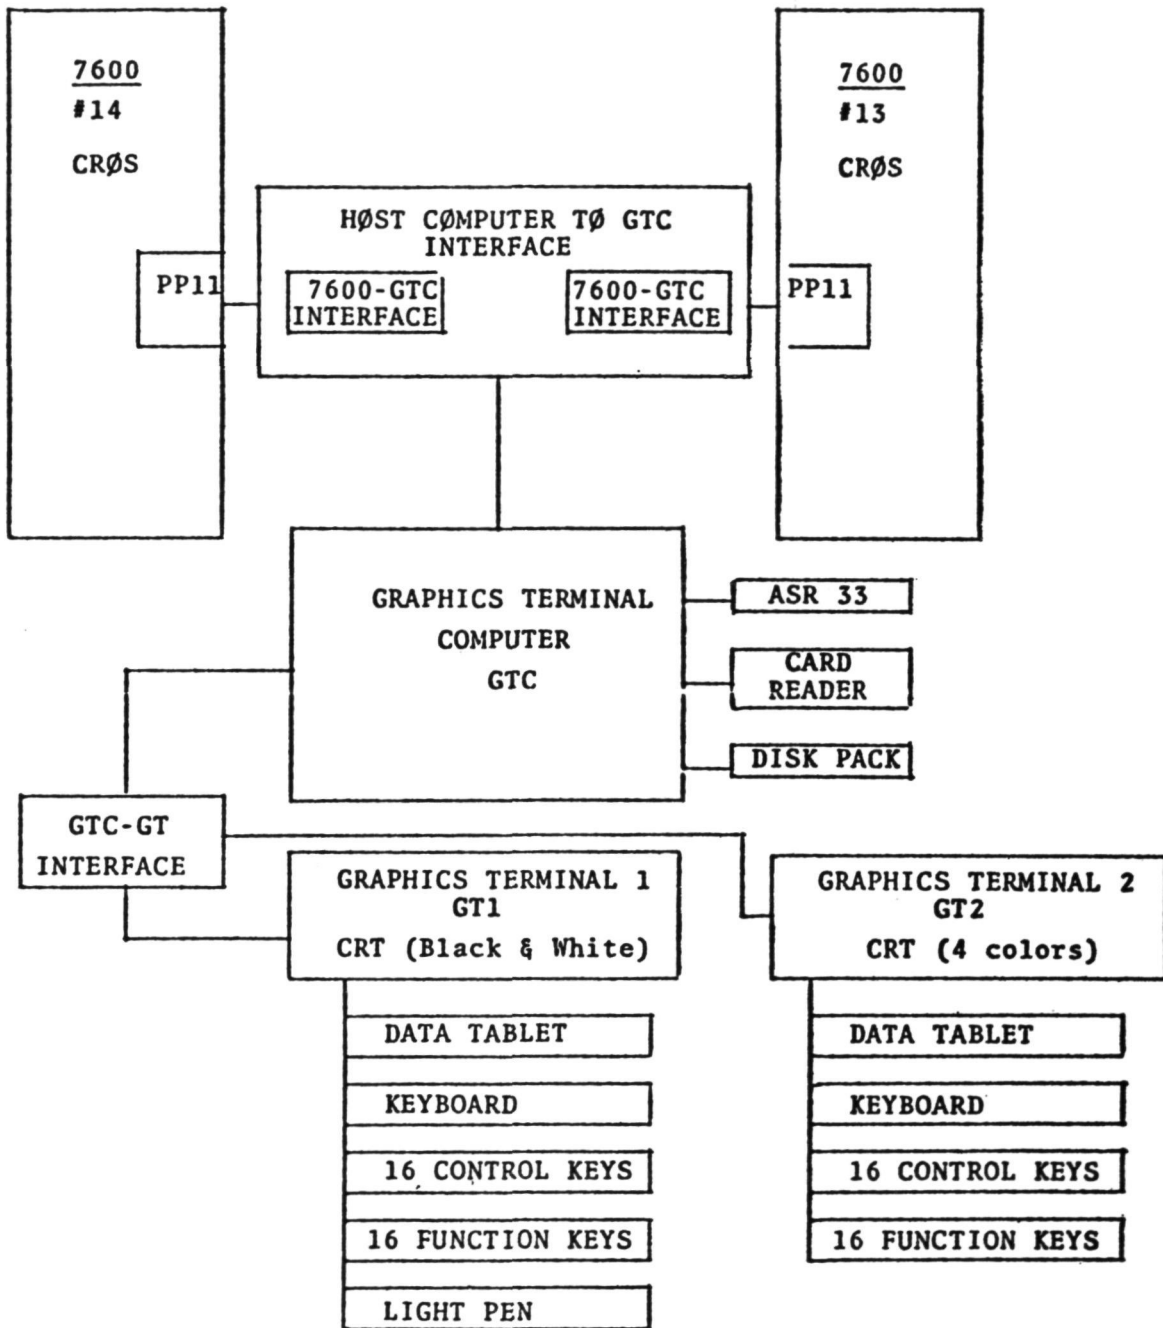 7600
#14
CRØS
PP11
HØST CØMPUTER TØ GTC
INTERFACE
7600-GTC
INTERFACE
7600-GTC
INTERFACE
7600
#13
CRØS
PP11
GRAPHICS TERMINAL
COMPUTER
GTC
ASR 33
CARD
READER
DISK PACK
GTC-GT
INTERFACE
GRAPHICS TERMINAL 1
GT1
CRT (Black & White)
DATA TABLET
KEYBOARD
16 CONTROL KEYS
16 FUNCTION KEYS
LIGHT PEN
GRAPHICS TERMINAL 2
GT2
CRT (4 colors)
DATA TABLET
KEYBOARD
16 CONTROL KEYS
16 FUNCTION KEYS